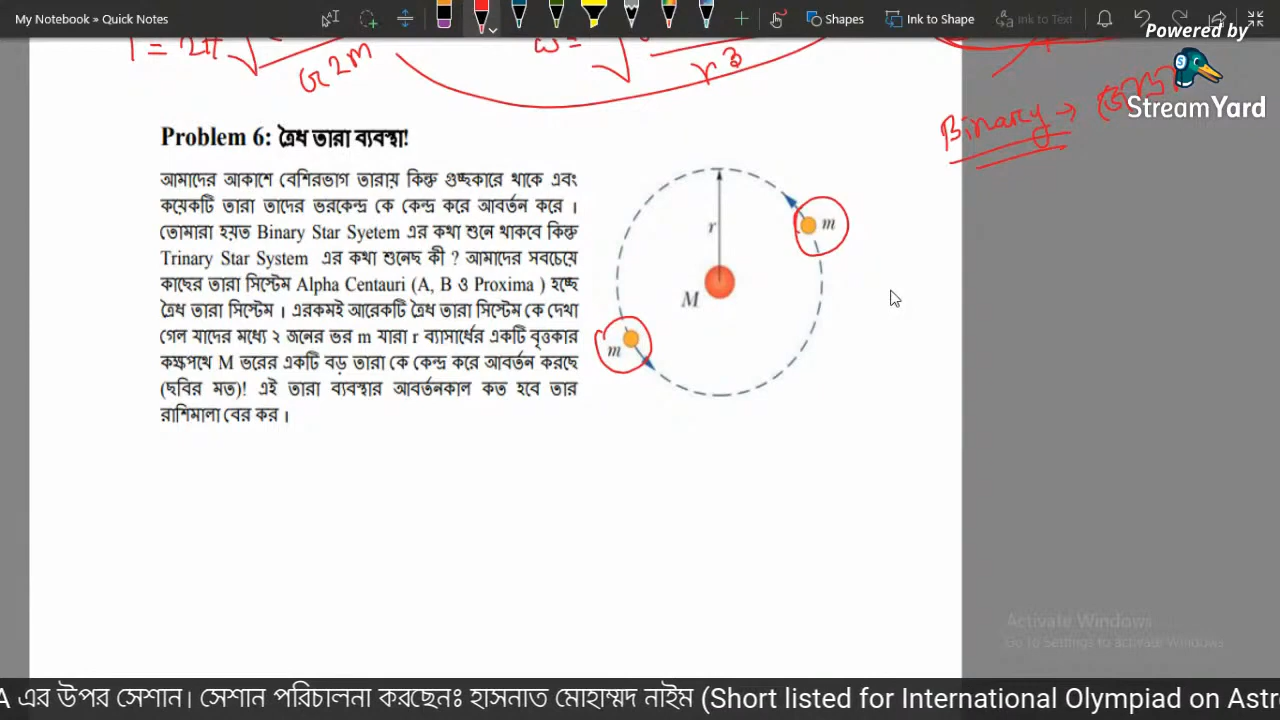 My Notebook » Quick Notes
Shapes
Ink to Shape
Ink to Text
Powered by
StreamYard
G2m
ω =
r3
Binary →
Problem 6: ত্রৈধ তারা ব্যবস্থা!
আমাদের আকাশে বেশিরভাগ তারায় কিন্তু গুচ্ছকারে থাকে এবং
কয়েকটি তারা তাদের ভরকেন্দ্র কে কেন্দ্র করে আবর্তন করে ।
তোমারা হয়ত Binary Star Syetem এর কথা শুনে থাকবে কিন্তু
Trinary Star System এর কথা শুনেছ কী ? আমাদের সবচেয়ে
কাছের তারা সিস্টেম Alpha Centauri (A, B ও Proxima ) হচ্ছে
ত্রৈধ তারা সিস্টেম । এরকমই আরেকটি ত্রৈধ তারা সিস্টেম কে দেখা
গেল যাদের মধ্যে ২ জনের ভর m যারা r ব্যাসার্ধের একটি বৃত্তকার
কক্ষপথে M ভরের একটি বড় তারা কে কেন্দ্র করে আবর্তন করছে
(ছবির মত)! এই তারা ব্যবস্থার আবর্তনকাল কত হবে তার
রাশিমালা বের কর ।
r
m
M
m
Activate Windows
Go to Settings to activate Windows.
A এর উপর সেশান। সেশান পরিচালনা করছেনঃ হাসনাত মোহাম্মদ নাইম (Short listed for International Olympiad on Astr